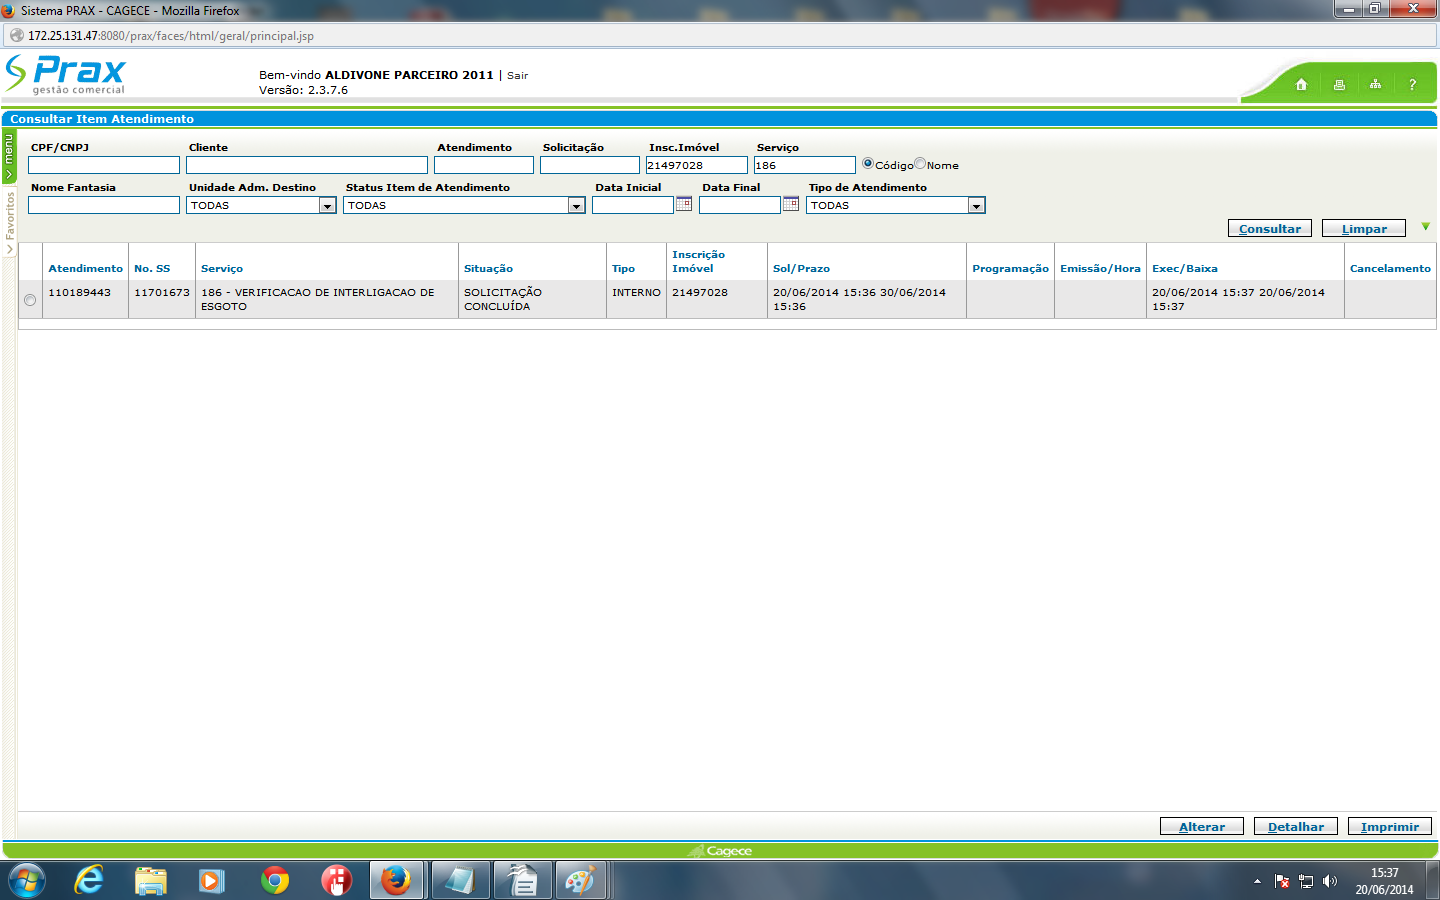 Sistema PRAX - CAGECE - Mozilla Firefox
172.25.131.47:8080/prax/faces/html/geral/principal.jsp
Prax
gestão comercial
Bem-vindo ALDIVONE PARCEIRO 2011 | Sair
Versão: 2.3.7.6
?
Consultar Item Atendimento
menu
Favoritos
CPF/CNPJ Cliente Atendimento Solicitação Insc.Imóvel Serviço
21497028 186 Código Nome
Nome Fantasia Unidade Adm. Destino Status Item de Atendimento Data Inicial Data Final Tipo de Atendimento
TODAS TODAS TODAS
Consultar Limpar
Atendimento No. SS Serviço Situação Tipo Inscrição Imóvel Sol/Prazo Programação Emissão/Hora Exec/Baixa Cancelamento
110189443 11701673 186 - VERIFICACAO DE INTERLIGACAO DE SOLICITAÇÃO INTERNO 21497028 20/06/2014 15:36 30/06/2014 20/06/2014 15:37 20/06/2014
ESGOTO CONCLUÍDA 15:36 15:37
Alterar Detalhar Imprimir
Cagece
15:37
20/06/2014